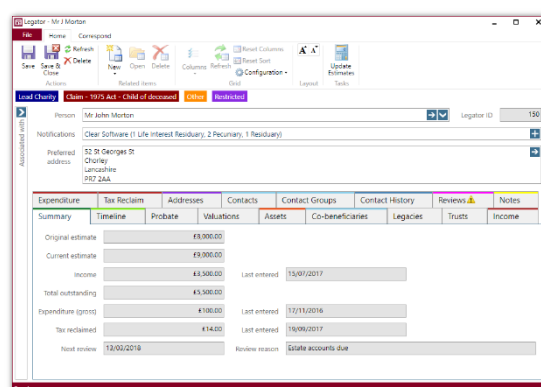 Legator - Mr J Morton
File Home Correspond
Save Save & Close Refresh Delete New Open Delete Columns Refresh Reset Columns Reset Sort Configuration A A Update Estimates
Actions Related Items Grid Layout Tasks
Lead Charity Claim - 1975 Act - Child of deceased Other Restricted
Associated with
Person Mr John Morton Legator ID 150
Notifications Clear Software (1 Life Interest Residuary, 2 Pecuniary, 1 Residuary)
Preferred address 52 St Georges St
Chorley
Lancashire
PR7 2AA
Expenditure Tax Reclaim Addresses Contacts Contact Groups Contact History Reviews Notes
Summary Timeline Probate Valuations Assets Co-beneficiaries Legacies Trusts Income
Original estimate £8,000.00
Current estimate £9,000.00
Income £3,500.00 Last entered 15/07/2017
Total outstanding £5,500.00
Expenditure (gross) £100.00 Last entered 17/11/2016
Tax reclaimed £14.00 Last entered 19/09/2017
Next review 13/03/2018 Review reason Estate accounts due